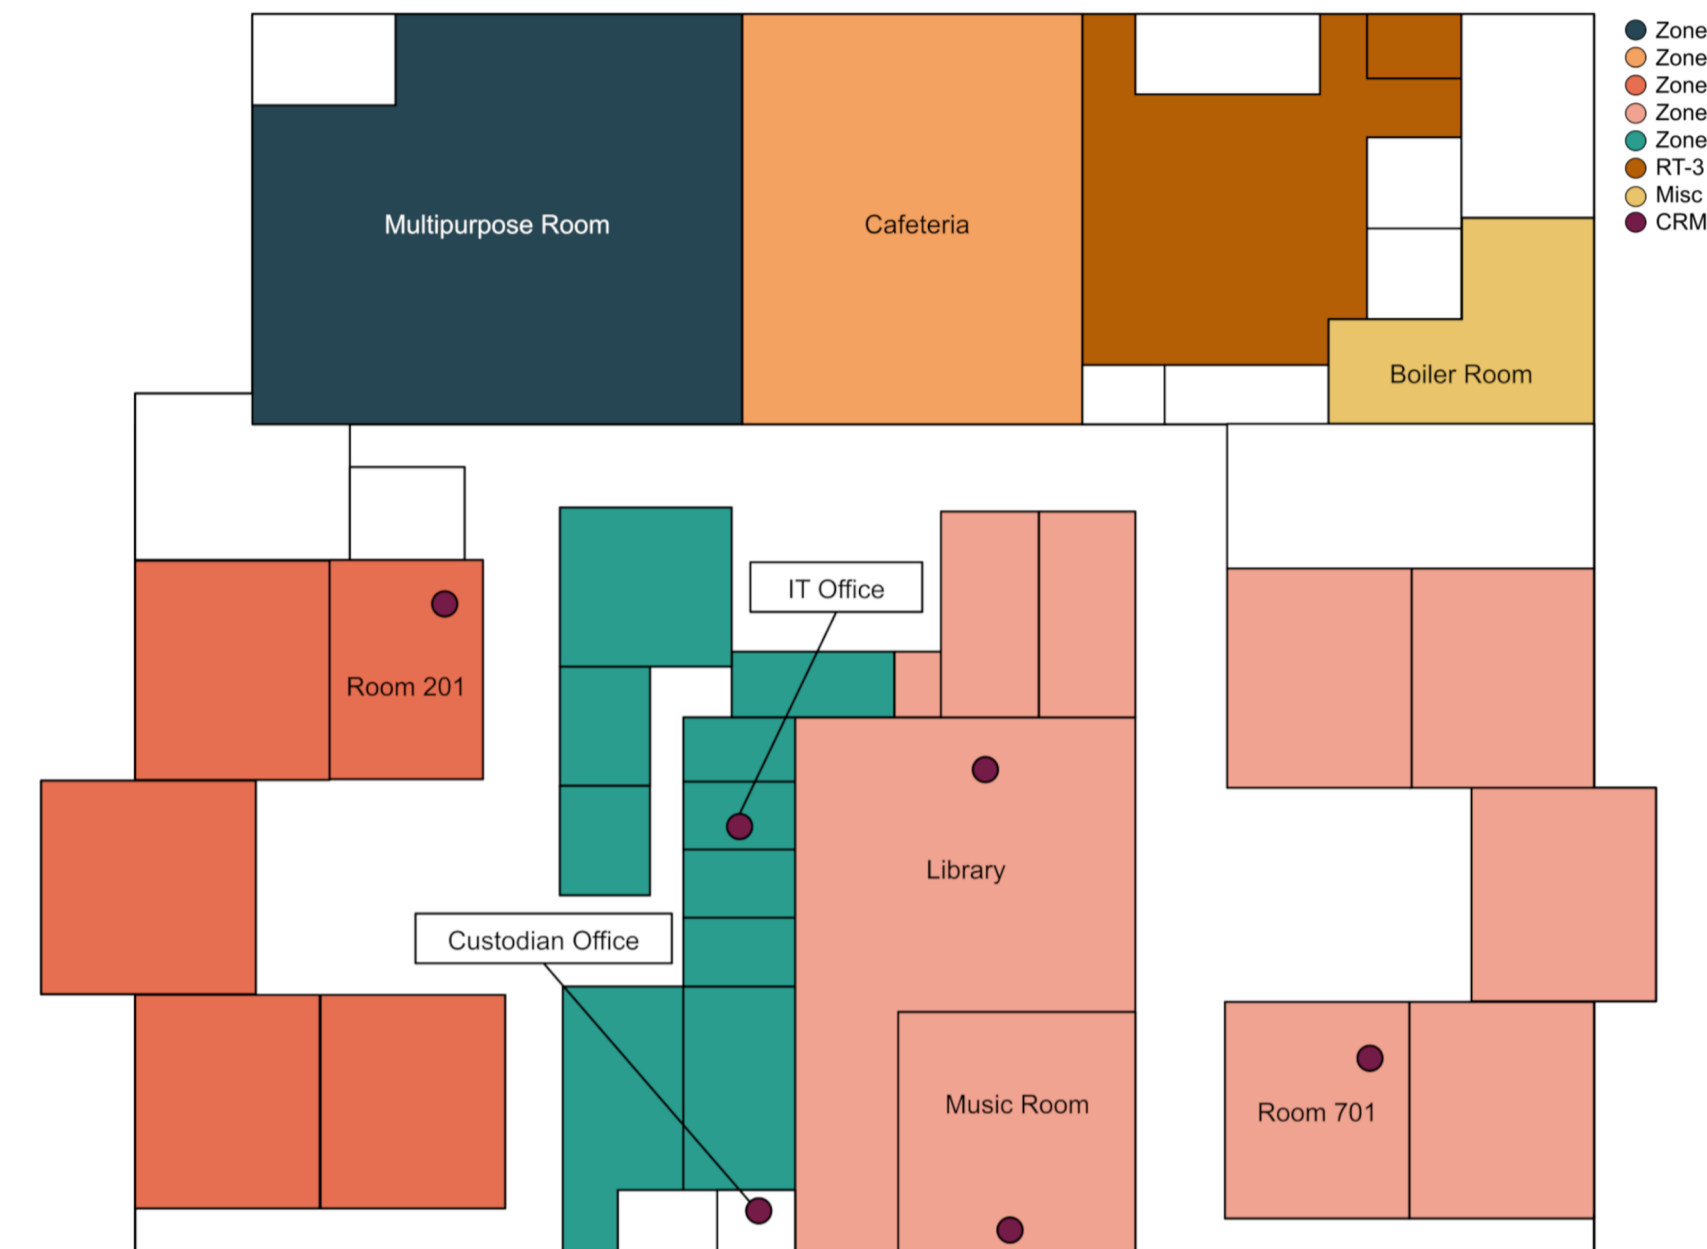 Zone
Zone
Zone
Zone
Zone
RT-3
Misc
CRM
Multipurpose Room
Cafeteria
Boiler Room
IT Office
Room 201
Library
Custodian Office
Music Room
Room 701